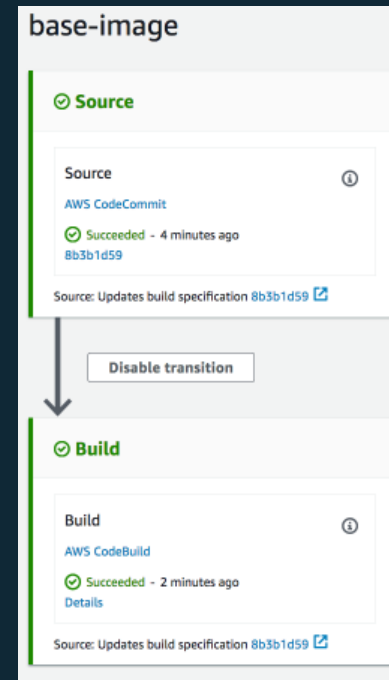 base-image
Source
Source
AWS CodeCommit
Succeeded - 4 minutes ago
8b3b1d59
Source: Updates build specification 8b3b1d59
Disable transition
Build
Build
AWS CodeBuild
Succeeded - 2 minutes ago
Details
Source: Updates build specification 8b3b1d59